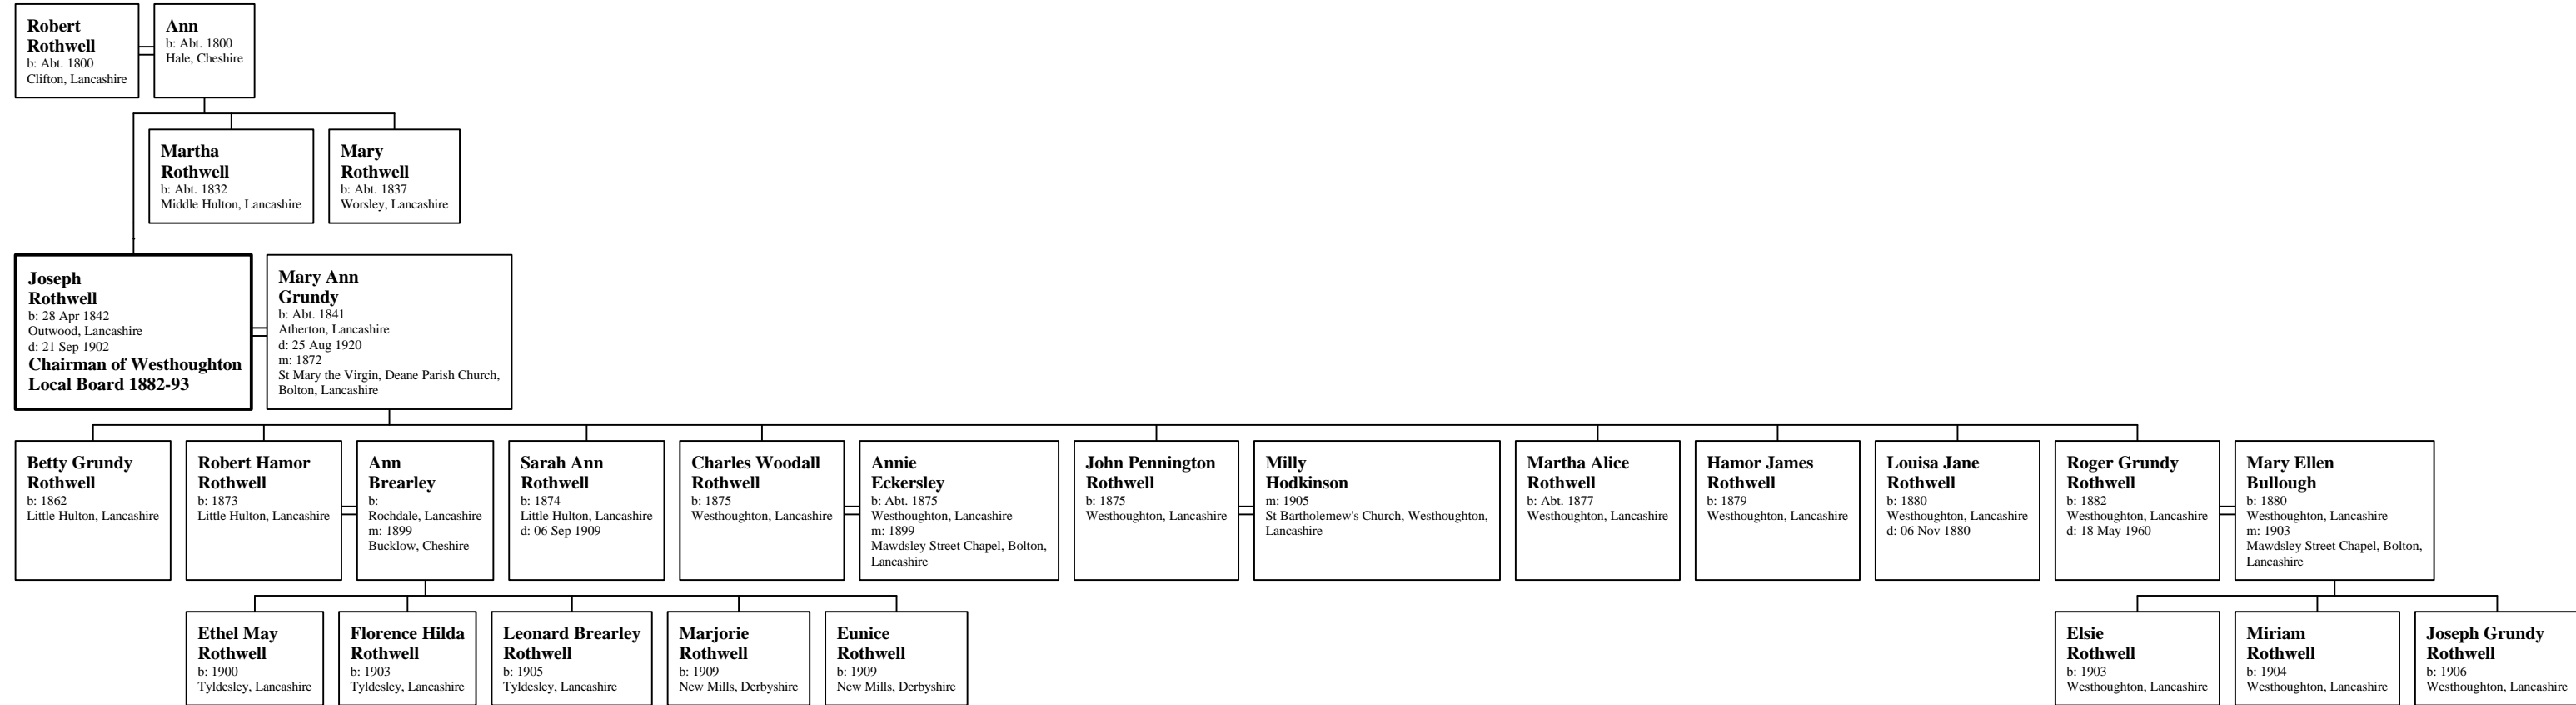 Robert
Rothwell
b: Abt. 1800
Clifton, Lancashire
Ann
b: Abt. 1800
Hale, Cheshire
Martha
Rothwell
b: Abt. 1832
Middle Hulton, Lancashire
Mary
Rothwell
b: Abt. 1837
Worsley, Lancashire
Joseph
Rothwell
b: 28 Apr 1842
Outwood, Lancashire
d: 21 Sep 1902
Chairman of Westhoughton
Local Board 1882-93
Mary Ann
Grundy
b: Abt. 1841
Atherton, Lancashire
d: 25 Aug 1920
m: 1872
St Mary the Virgin, Deane Parish Church,
Bolton, Lancashire
Betty Grundy
Rothwell
b: 1862
Little Hulton, Lancashire
Robert Hamor
Rothwell
b: 1873
Little Hulton, Lancashire
Ann
Brearley
b:
Rochdale, Lancashire
m: 1899
Bucklow, Cheshire
Sarah Ann
Rothwell
b: 1874
Little Hulton, Lancashire
d: 06 Sep 1909
Charles Woodall
Rothwell
b: 1875
Westhoughton, Lancashire
Annie
Eckersley
b: Abt. 1875
Westhoughton, Lancashire
m: 1899
Mawdsley Street Chapel, Bolton,
Lancashire
John Pennington
Rothwell
b: 1875
Westhoughton, Lancashire
Milly
Hodkinson
m: 1905
St Bartholemew's Church, Westhoughton,
Lancashire
Martha Alice
Rothwell
b: Abt. 1877
Westhoughton, Lancashire
Hamor James
Rothwell
b: 1879
Westhoughton, Lancashire
Louisa Jane
Rothwell
b: 1880
Westhoughton, Lancashire
d: 06 Nov 1880
Roger Grundy
Rothwell
b: 1882
Westhoughton, Lancashire
d: 18 May 1960
Mary Ellen
Bullough
b: 1880
Westhoughton, Lancashire
m: 1903
Mawdsley Street Chapel, Bolton,
Lancashire
Ethel May
Rothwell
b: 1900
Tyldesley, Lancashire
Florence Hilda
Rothwell
b: 1903
Tyldesley, Lancashire
Leonard Brearley
Rothwell
b: 1905
Tyldesley, Lancashire
Marjorie
Rothwell
b: 1909
New Mills, Derbyshire
Eunice
Rothwell
b: 1909
New Mills, Derbyshire
Elsie
Rothwell
b: 1903
Westhoughton, Lancashire
Miriam
Rothwell
b: 1904
Westhoughton, Lancashire
Joseph Grundy
Rothwell
b: 1906
Westhoughton, Lancashire